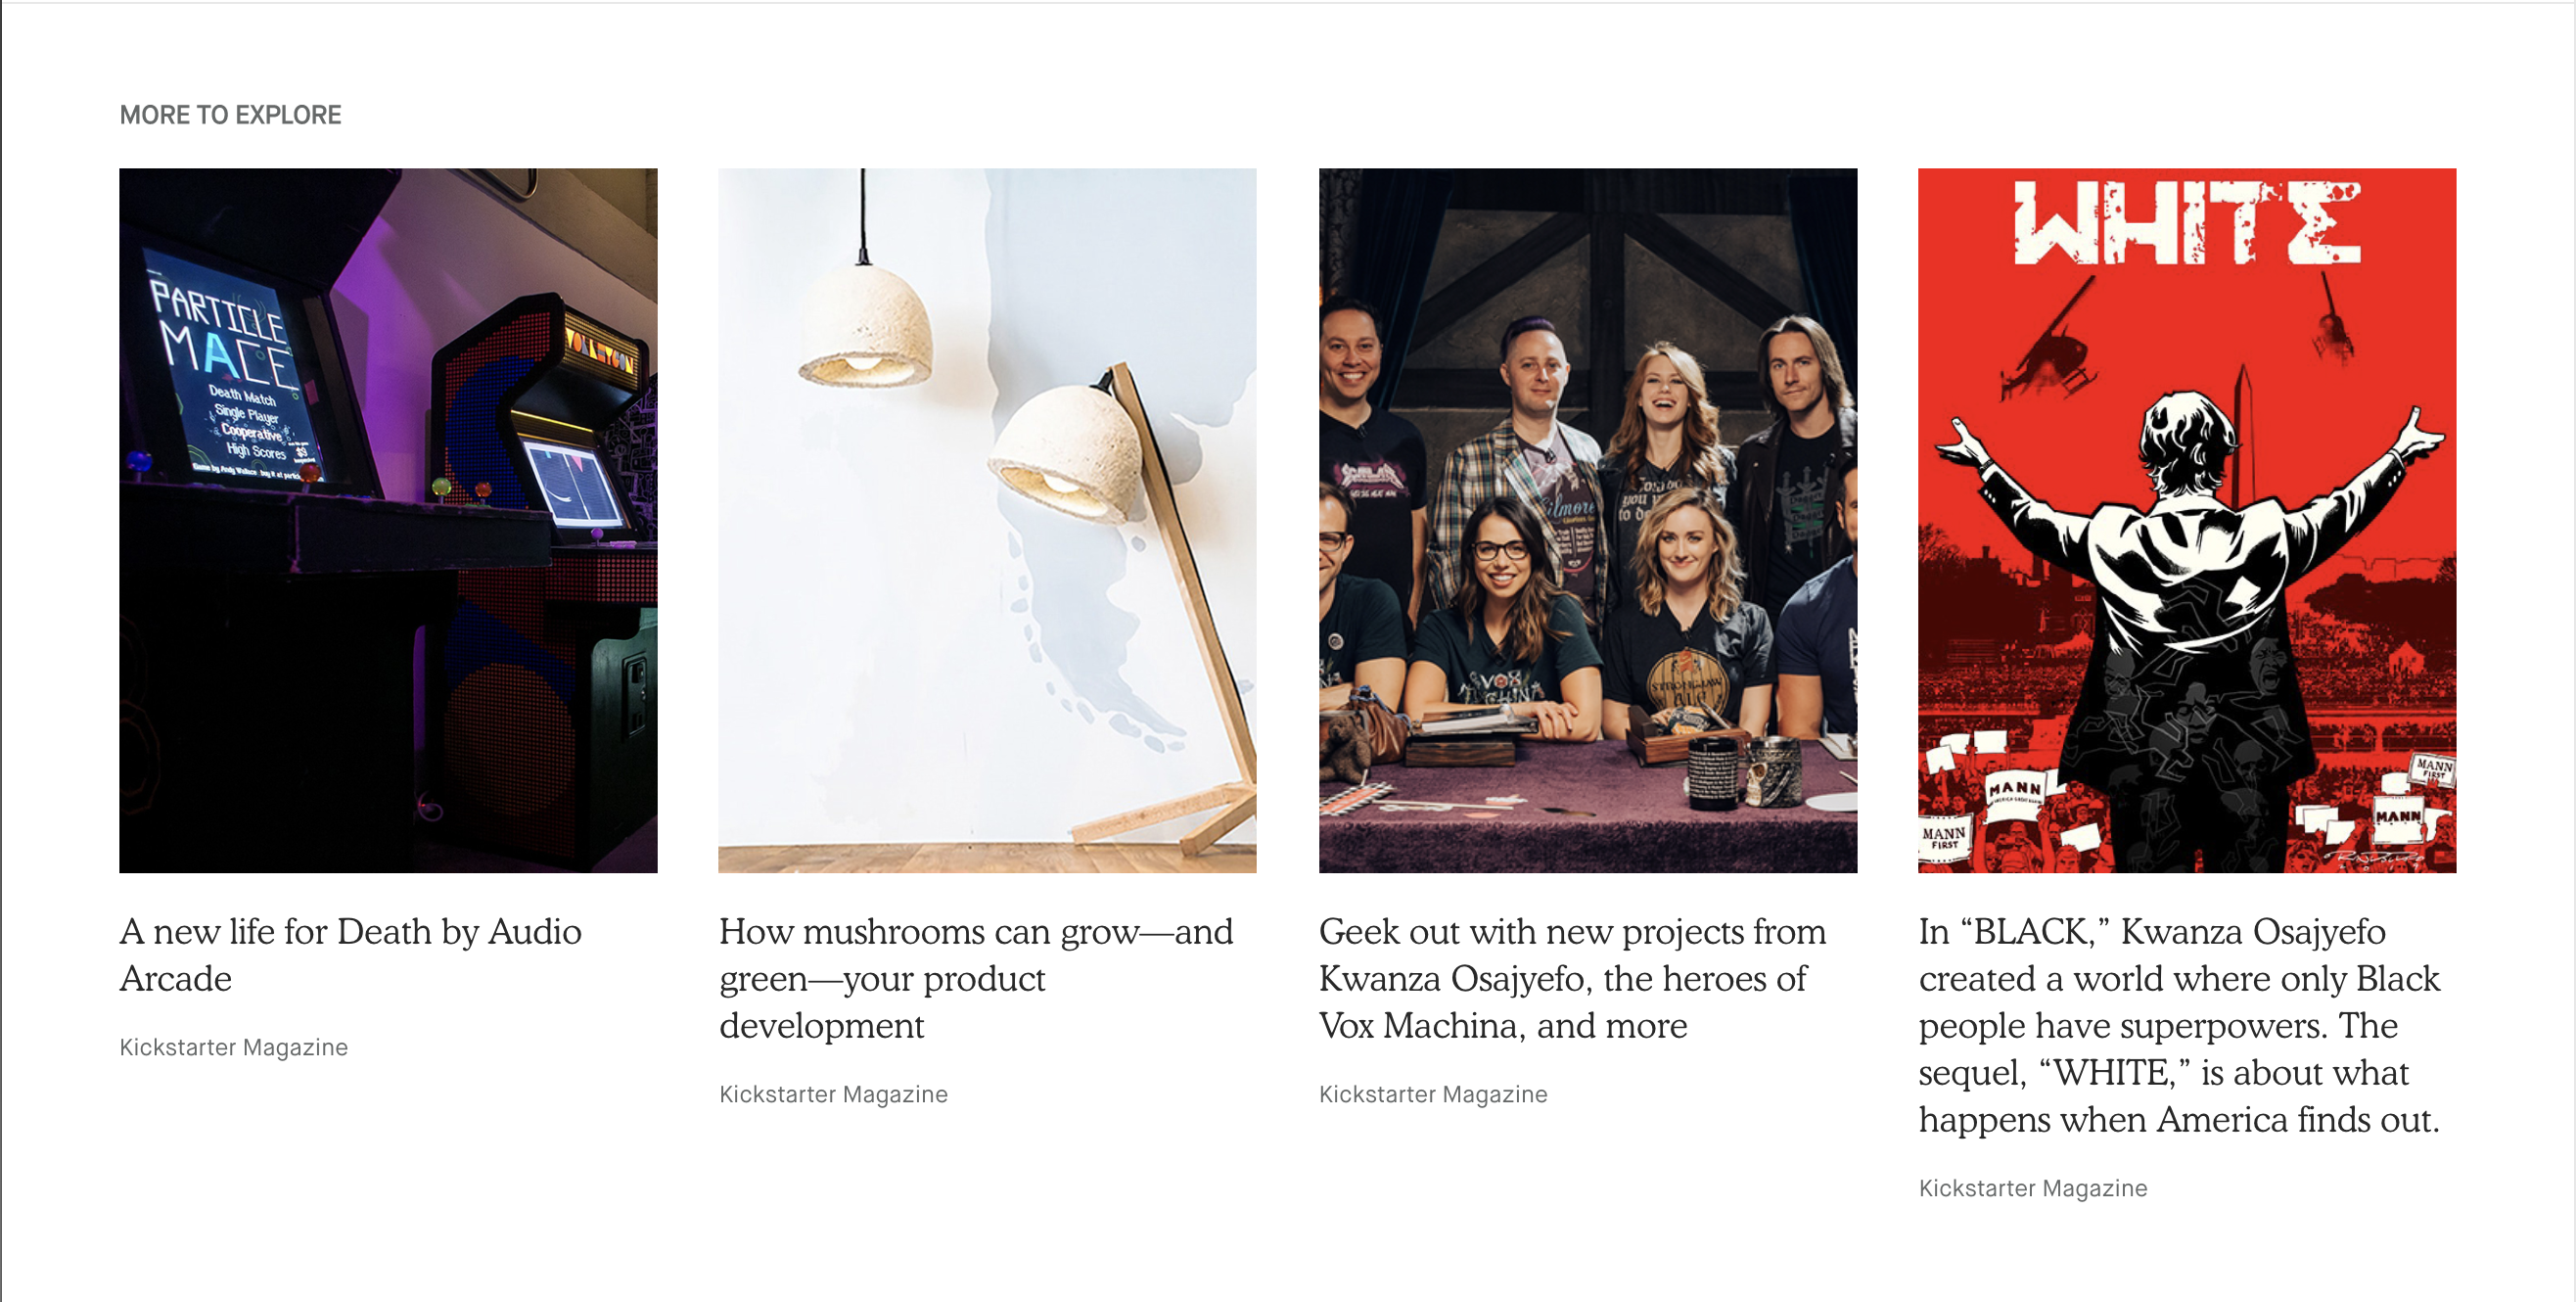 MORE TO EXPLORE
PARTICLE
MACE
Death Match
Single Player
Cooperative
High Scores
WHITE
MANN
FIRST
MANN
MANN
FIRST
MANN
A new life for Death by Audio
Arcade
Kickstarter Magazine
How mushrooms can grow—and
green—your product
development
Kickstarter Magazine
Geek out with new projects from
Kwanza Osajyefo, the heroes of
Vox Machina, and more
Kickstarter Magazine
In “BLACK,” Kwanza Osajyefo
created a world where only Black
people have superpowers. The
sequel, “WHITE,” is about what
happens when America finds out.
Kickstarter Magazine